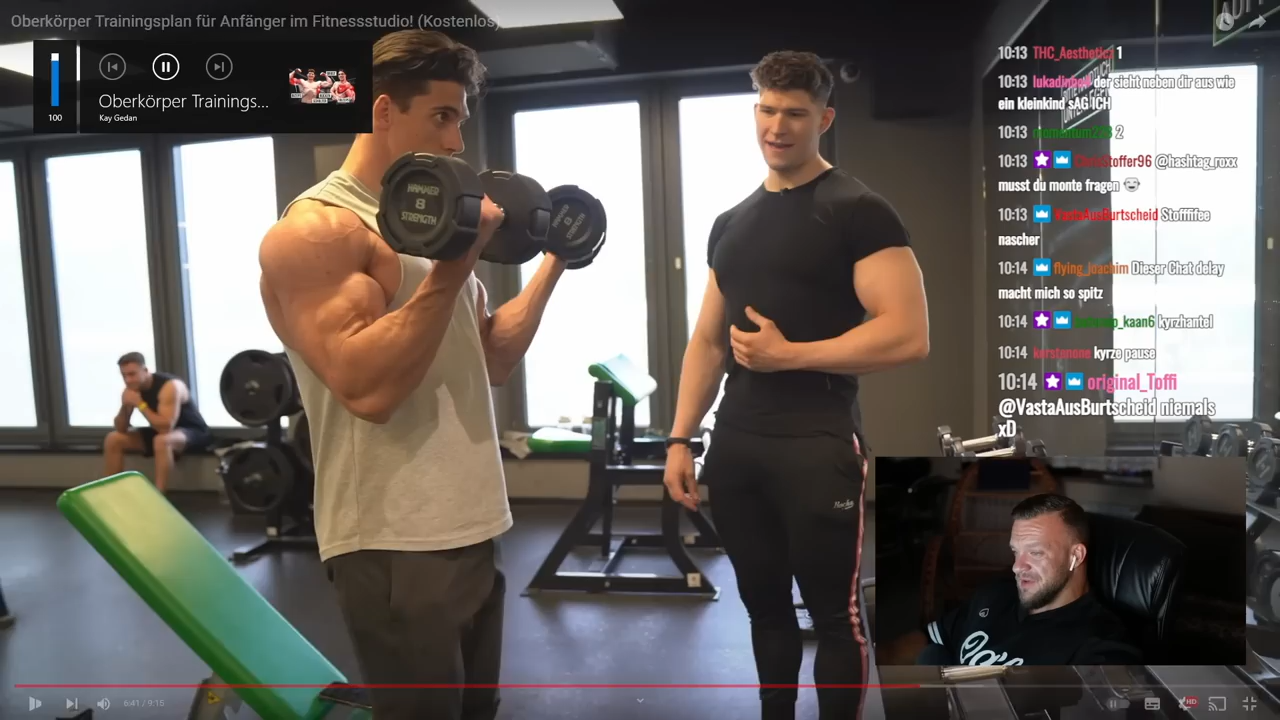 Oberkörper Trainingsplan für Anfänger im Fitnessstudio! (Kostenlos)
100
Oberkörper Trainings...
Kay Gedan
HAMMER
8
STRENGTH
10:13 THC_Aesthetics 1
10:13 der sieht neben dir aus wie
ein kleinkind sAG ICH
10:13 2
10:13 @hashtag_roxx
musst du monte fragen
10:13 VastaAusBurtscheid Stofffitee
nascher
10:14 flying_joachim Dieser Chat delay
macht mich so spitz
10:14 kyrzhantel
10:14 kyrze pause
10:14 original_Toffi
@VastaAusBurtscheid niemals
xD
6:41 / 9:15
HD